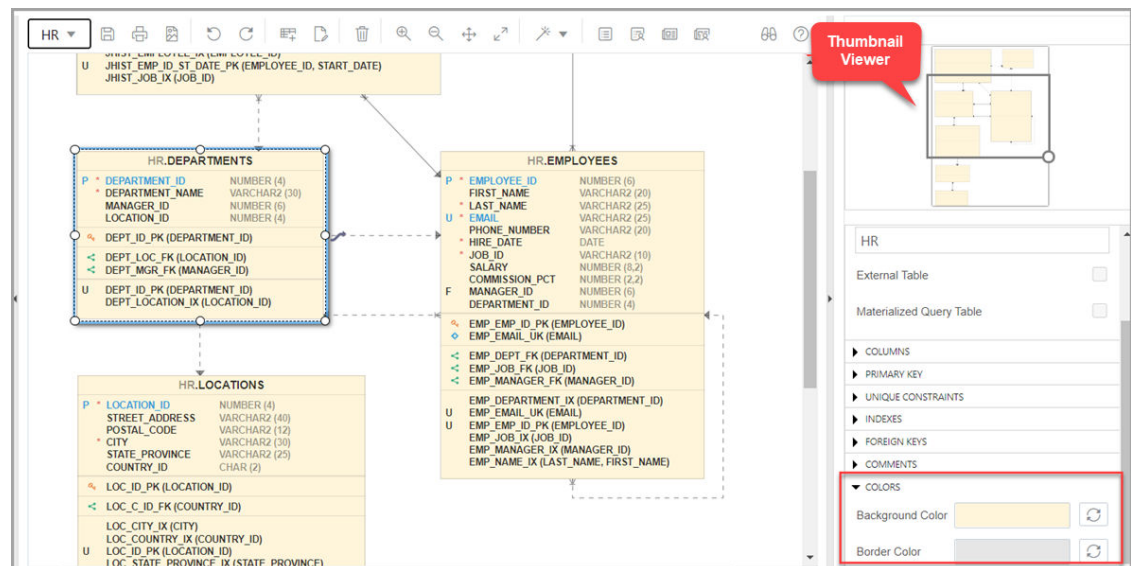 HR
Thumbnail
Viewer
JHIST_EMPLOYEE_IX (EMPLOYEE_ID)
U JHIST_EMP_ID_ST_DATE_PK (EMPLOYEE_ID, START_DATE)
JHIST_JOB_IX (JOB_ID)
HR.DEPARTMENTS
P * DEPARTMENT_ID NUMBER (4)
* DEPARTMENT_NAME VARCHAR2 (30)
MANAGER_ID NUMBER (6)
LOCATION_ID NUMBER (4)
DEPT_ID_PK (DEPARTMENT_ID)
DEPT_LOC_FK (LOCATION_ID)
DEPT_MGR_FK (MANAGER_ID)
U DEPT_ID_PK (DEPARTMENT_ID)
DEPT_LOCATION_IX (LOCATION_ID)
HR.EMPLOYEES
P * EMPLOYEE_ID NUMBER (6)
FIRST_NAME VARCHAR2 (20)
* LAST_NAME VARCHAR2 (25)
U * EMAIL VARCHAR2 (25)
PHONE_NUMBER VARCHAR2 (20)
* HIRE_DATE DATE
* JOB_ID VARCHAR2 (10)
SALARY NUMBER (8,2)
COMMISSION_PCT NUMBER (2,2)
F MANAGER_ID NUMBER (6)
DEPARTMENT_ID NUMBER (4)
EMP_EMP_ID_PK (EMPLOYEE_ID)
EMP_EMAIL_UK (EMAIL)
EMP_DEPT_FK (DEPARTMENT_ID)
EMP_JOB_FK (JOB_ID)
EMP_MANAGER_FK (MANAGER_ID)
EMP_DEPARTMENT_IX (DEPARTMENT_ID)
U EMP_EMAIL_UK (EMAIL)
U EMP_EMP_ID_PK (EMPLOYEE_ID)
EMP_JOB_IX (JOB_ID)
EMP_MANAGER_IX (MANAGER_ID)
EMP_NAME_IX (LAST_NAME, FIRST_NAME)
HR.LOCATIONS
P * LOCATION_ID NUMBER (4)
STREET_ADDRESS VARCHAR2 (40)
POSTAL_CODE VARCHAR2 (12)
* CITY VARCHAR2 (30)
STATE_PROVINCE VARCHAR2 (25)
COUNTRY_ID CHAR (2)
LOC_ID_PK (LOCATION_ID)
LOC_C_ID_FK (COUNTRY_ID)
LOC_CITY_IX (CITY)
LOC_COUNTRY_IX (COUNTRY_ID)
U LOC_ID_PK (LOCATION_ID)
LOC_STATE_PROVINCE_IX (STATE_PROVINCE)
HR
External Table
Materialized Query Table
COLUMNS
PRIMARY KEY
UNIQUE CONSTRAINTS
INDEXES
FOREIGN KEYS
COMMENTS
COLORS
Background Color
Border Color